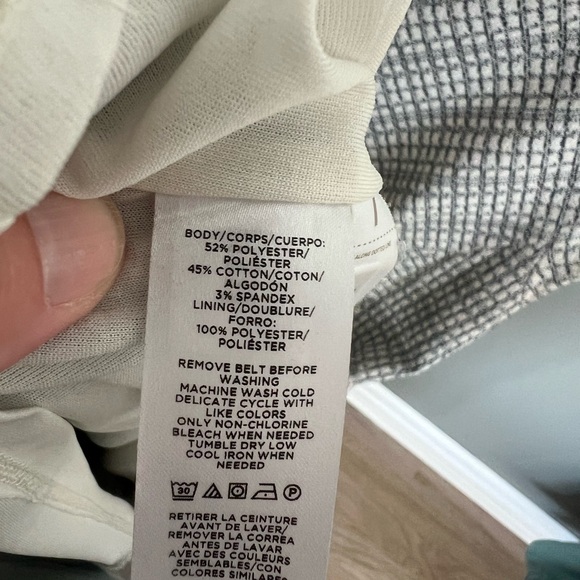 BODY/CORPS/CUERPO:
52% POLYESTER/
POLIÉSTER
45% COTTON/COTON/
ALGODÓN
3% SPANDEX
LINING/DOUBLURE/
FORRO:
100% POLYESTER/
POLIÉSTER
REMOVE BELT BEFORE
WASHING
MACHINE WASH COLD
DELICATE CYCLE WITH
LIKE COLORS
ONLY NON-CHLORINE
BLEACH WHEN NEEDED
TUMBLE DRY LOW
COOL IRON WHEN
NEEDED
30 P
RETIRER LA CEINTURE
AVANT DE LAVER/
REMOVER LA CORREA
ANTES DE LAVAR
AVEC DES COULEURS
SEMBLABLES/CON
COLORES SIMILARES
ALONG DOTTED LINE